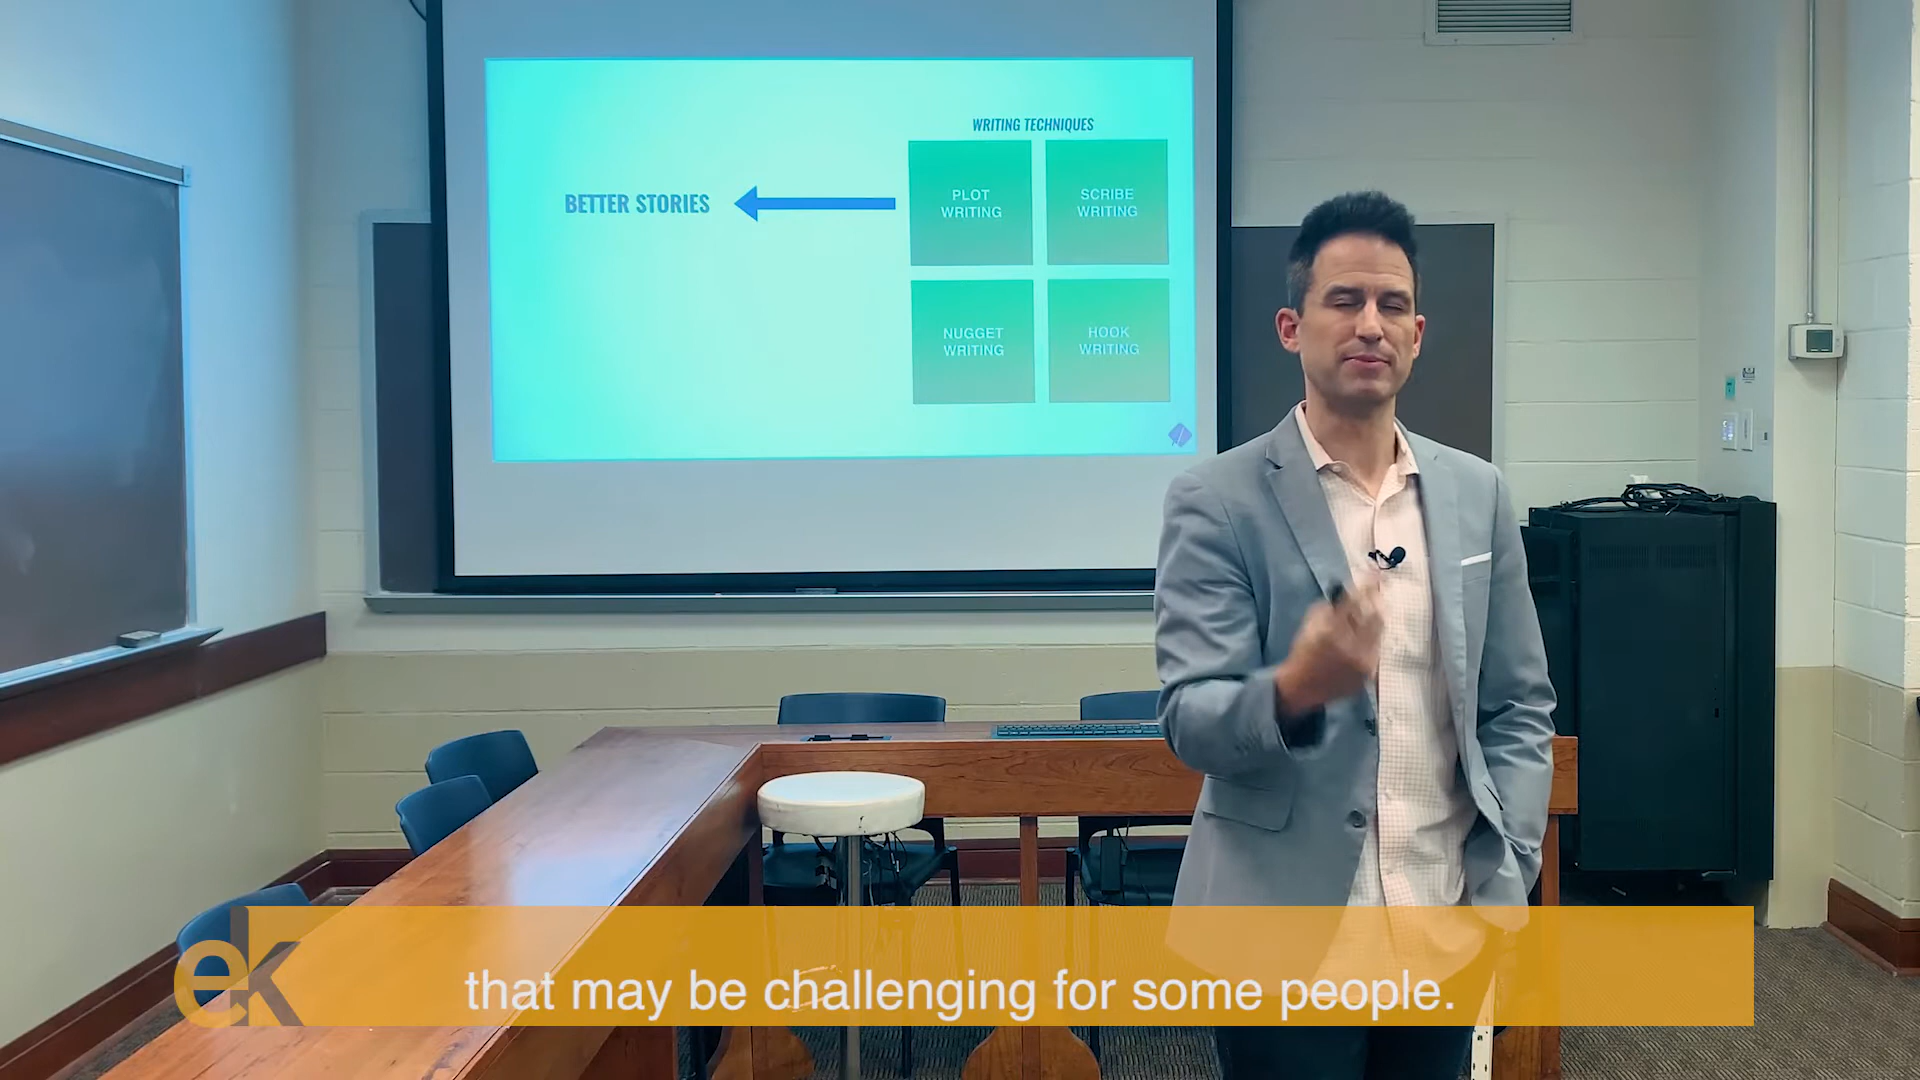 WRITING TECHNIQUES
BETTER STORIES
PLOT
WRITING
SCRIBE
WRITING
NUGGET
WRITING
HOOK
WRITING
ek
that may be challenging for some people.